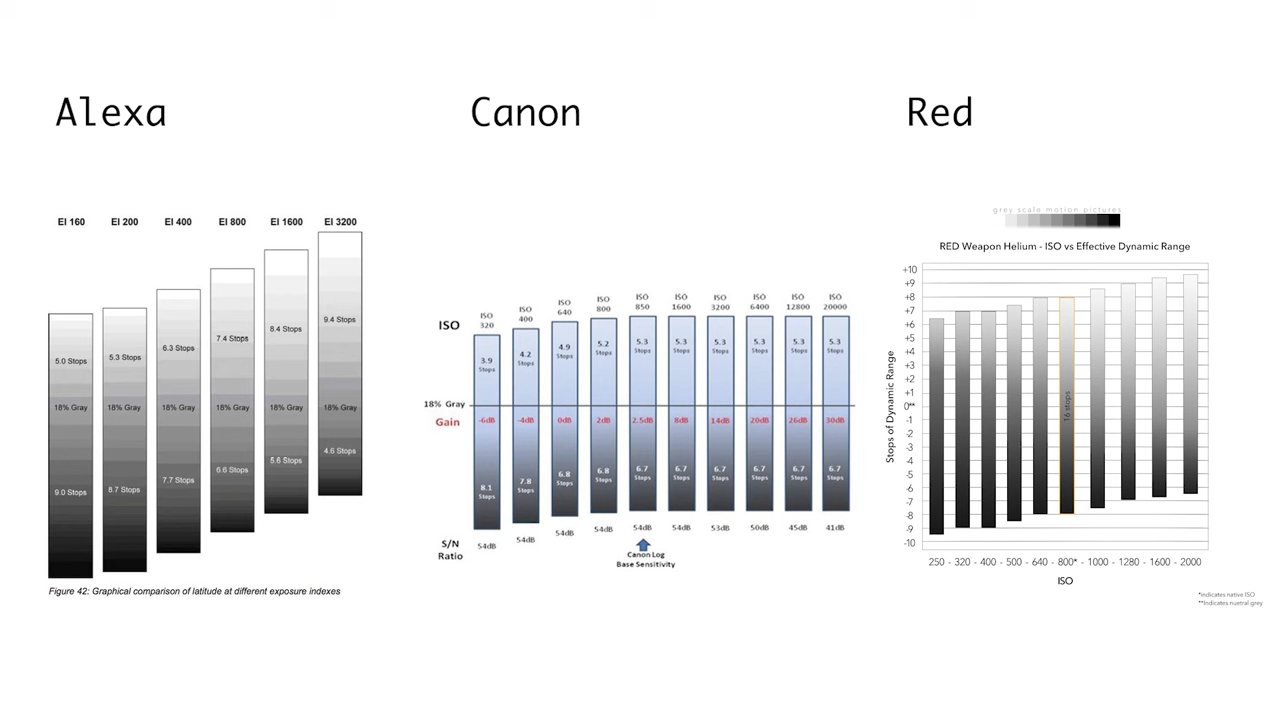 Alexa
Canon
Red
EI 160 EI 200 EI 400 EI 800 EI 1600 EI 3200
5.0 Stops 5.3 Stops 6.3 Stops 7.4 Stops 8.4 Stops 9.4 Stops
18% Gray 18% Gray 18% Gray 18% Gray 18% Gray 18% Gray
9.0 Stops 8.7 Stops 7.7 Stops 6.6 Stops 5.6 Stops 4.6 Stops
Figure 42: Graphical comparison of latitude at different exposure indexes
ISO
ISO 320 ISO 400 ISO 640 ISO 800 ISO 850 ISO 1600 ISO 3200 ISO 6400 ISO 12800 ISO 20000
3.9 Stops 4.2 Stops 4.9 Stops 5.2 Stops 5.3 Stops 5.3 Stops 5.3 Stops 5.3 Stops 5.3 Stops 5.3 Stops
18% Gray
Gain -6dB -4dB 0dB 2dB 2.5dB 8dB 14dB 20dB 26dB 30dB
8.1 Stops 7.8 Stops 6.8 Stops 6.8 Stops 6.7 Stops 6.7 Stops 6.7 Stops 6.7 Stops 6.7 Stops 6.7 Stops
S/N Ratio
54dB 54dB 54dB 54dB 54dB 54dB 53dB 50dB 45dB 41dB
Canon Log
Base Sensitivity
grey scale motion pictures
RED Weapon Helium - ISO vs Effective Dynamic Range
Stops of Dynamic Range
+10
+9
+8
+7
+6
+5
+4
+3
+2
+1
0**
-1
-2
-3
-4
-5
-6
-7
-8
-9
-10
16 stops
250 - 320 - 400 - 500 - 640 - 800* - 1000 - 1280 - 1600 - 2000
ISO
*indicates native ISO
**Indicates nuetral grey